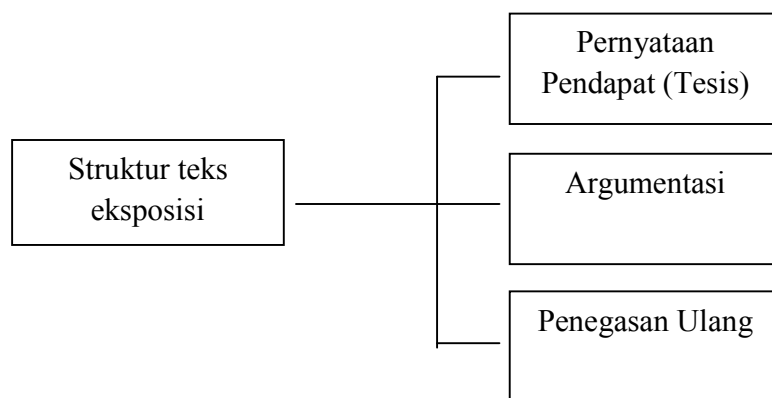 Struktur teks
eksposisi
Pernyataan
Pendapat (Tesis)
Argumentasi
Penegasan Ulang